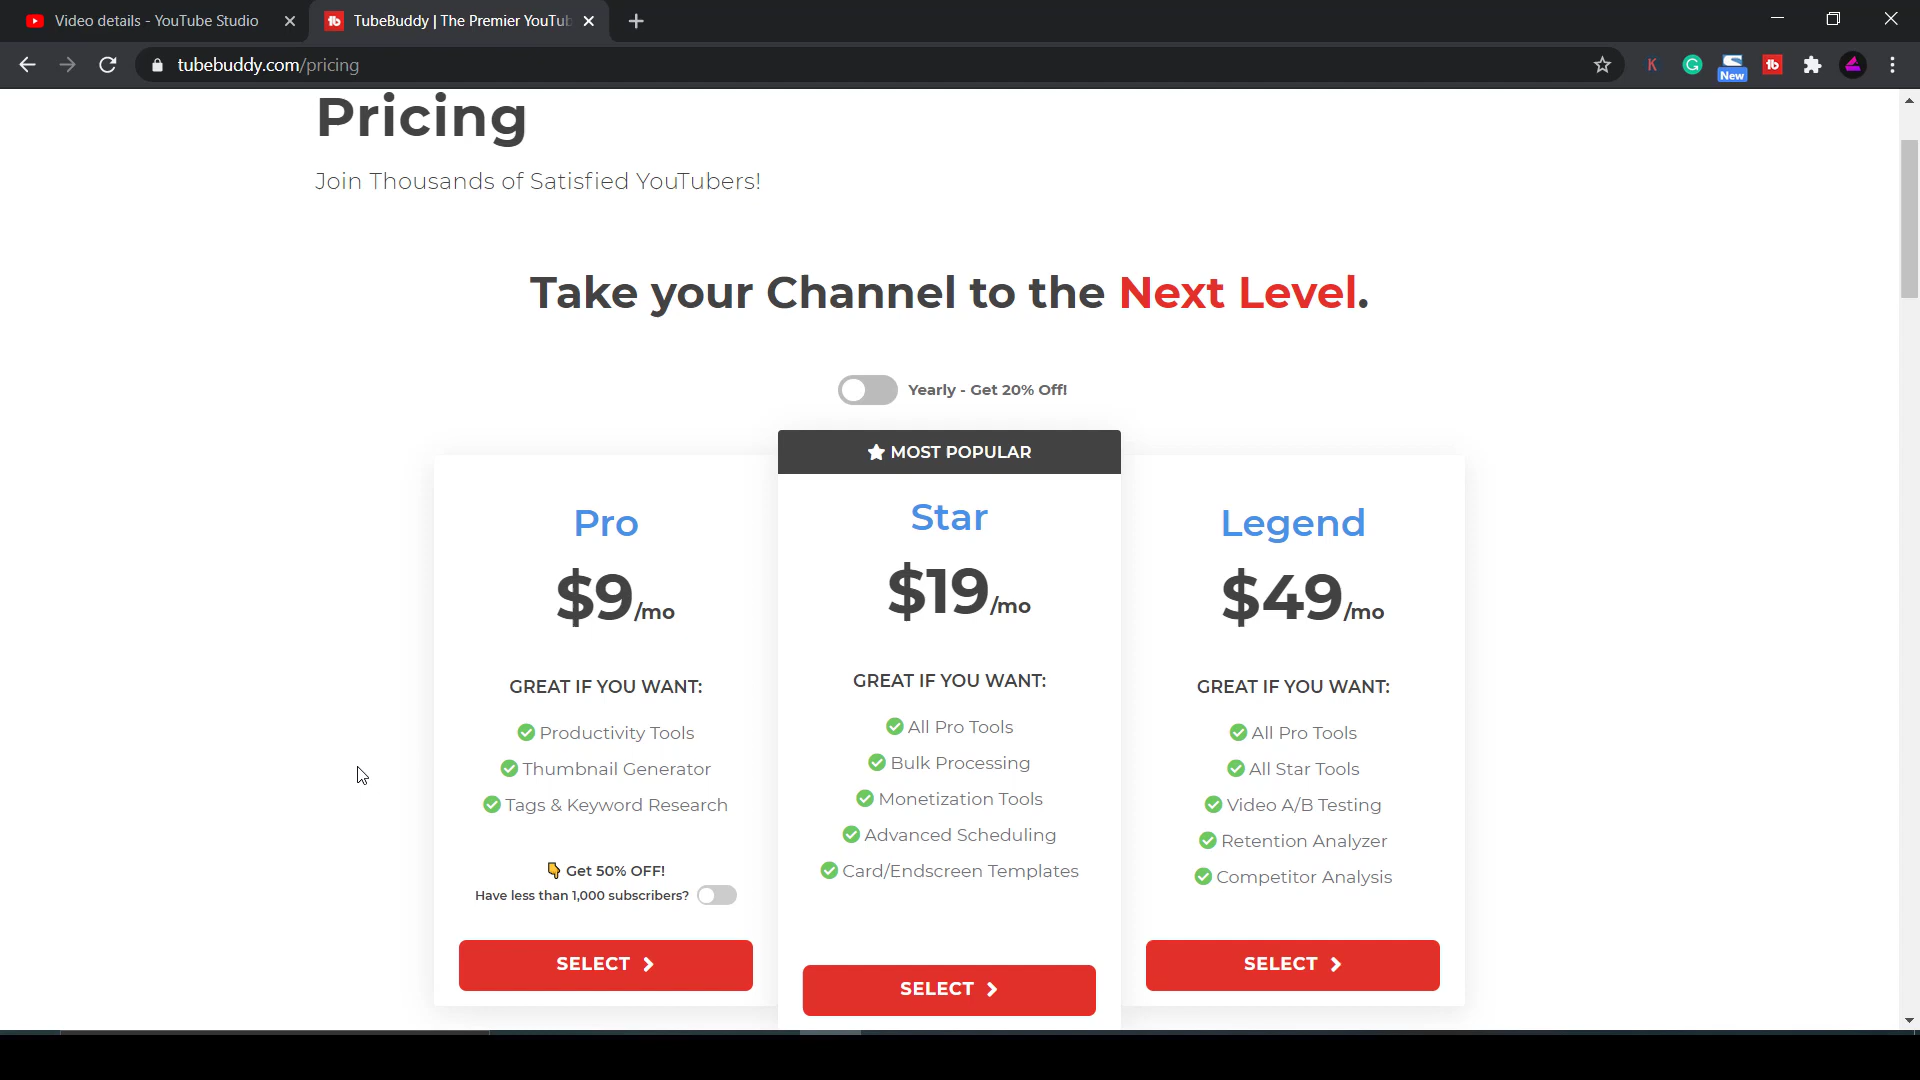 Video details - YouTube Studio
TubeBuddy | The Premier YouTub
tubebuddy.com/pricing
K
G
New
tb
Pricing
Join Thousands of Satisfied YouTubers!
Take your Channel to the Next Level.
Yearly - Get 20% Off!
MOST POPULAR
Pro
$9/mo
GREAT IF YOU WANT:
Productivity Tools
Thumbnail Generator
Tags & Keyword Research
Get 50% OFF!
Have less than 1,000 subscribers?
SELECT
Star
$19/mo
GREAT IF YOU WANT:
All Pro Tools
Bulk Processing
Monetization Tools
Advanced Scheduling
Card/Endscreen Templates
SELECT
Legend
$49/mo
GREAT IF YOU WANT:
All Pro Tools
All Star Tools
Video A/B Testing
Retention Analyzer
Competitor Analysis
SELECT